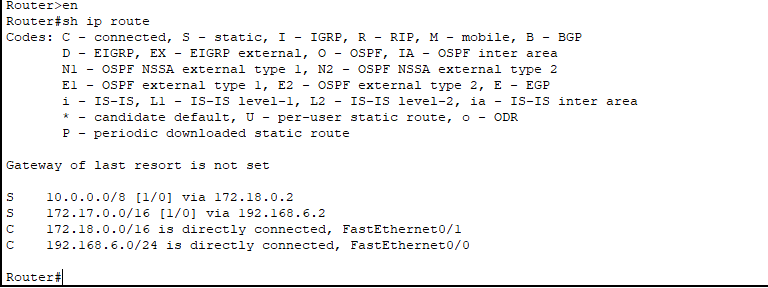 Router>en
Router#sh ip route
Codes: C - connected, S - static, I - IGRP, R - RIP, M - mobile, B - BGP
       D - EIGRP, EX - EIGRP external, O - OSPF, IA - OSPF inter area
       N1 - OSPF NSSA external type 1, N2 - OSPF NSSA external type 2
       E1 - OSPF external type 1, E2 - OSPF external type 2, E - EGP
       i - IS-IS, L1 - IS-IS level-1, L2 - IS-IS level-2, ia - IS-IS inter area
       * - candidate default, U - per-user static route, o - ODR
       P - periodic downloaded static route

Gateway of last resort is not set

S    10.0.0.0/8 [1/0] via 172.18.0.2
S    172.17.0.0/16 [1/0] via 192.168.6.2
C    172.18.0.0/16 is directly connected, FastEthernet0/1
C    192.168.6.0/24 is directly connected, FastEthernet0/0

Router#